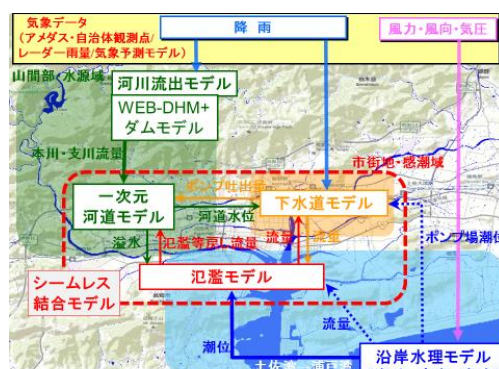 気象データ
(アメダス・自治体観測点/
レーダー雨量/気象予測モデル)
降雨
風力・風向・気圧
山間部、水源域
河川流出モデル
WEB-DHM+
ダムモデル
本川・支川流量
市街地・感潮域
ポンプ吐出量
一次元
河道モデル
下水道モデル
河道水位
溢水
氾濫等戻し流量
流量
流量
ポンプ場潮位
シームレス
結合モデル
氾濫モデル
流量
潮位
沿岸水理モデル